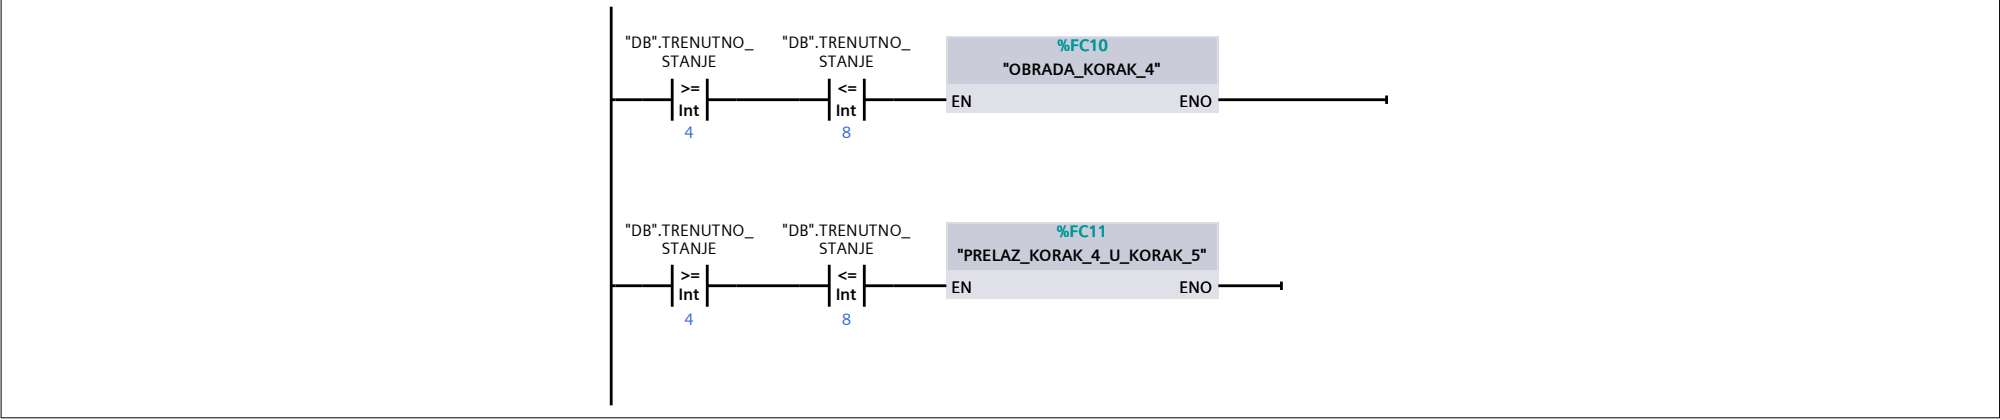 "DB".TRENUTNO_
STANJE
"DB".TRENUTNO_
STANJE
%FC10
"OBRADA_KORAK_4"
>=
Int
4
<=
Int
8
EN
ENO
"DB".TRENUTNO_
STANJE
"DB".TRENUTNO_
STANJE
%FC11
"PRELAZ_KORAK_4_U_KORAK_5"
>=
Int
4
<=
Int
8
EN
ENO